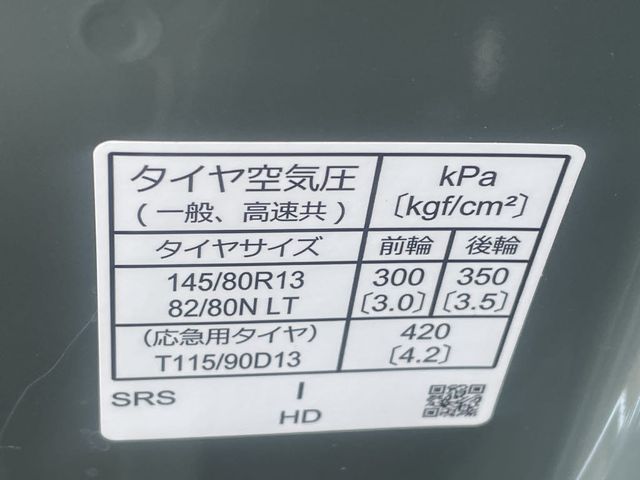 タイヤ空気圧
(一般、高速共)
kPa
〔kgf/cm²〕
タイヤサイズ 前輪 後輪
145/80R13
82/80N LT
300
〔3.0〕
350
〔3.5〕
(応急用タイヤ)
T115/90D13
420
〔4.2〕
SRS
I
HD